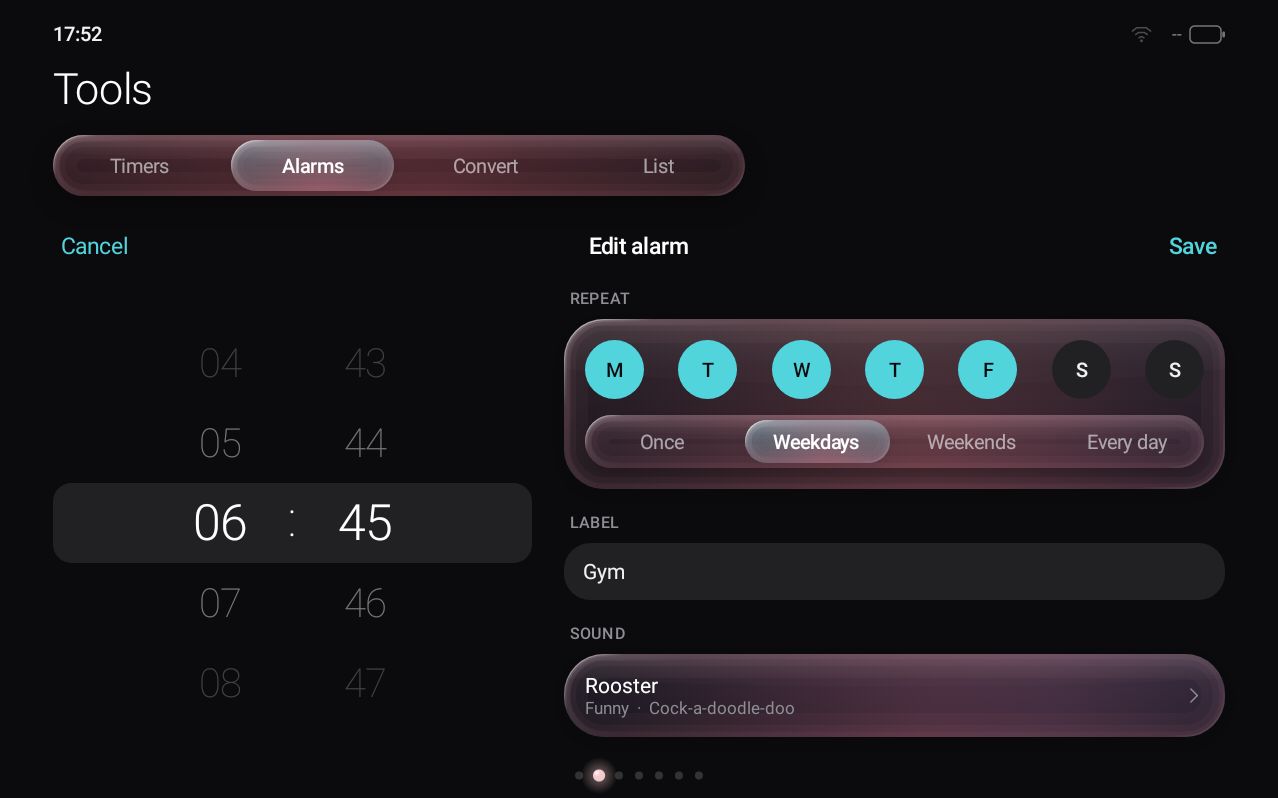 17:52 --
Tools
Timers Alarms Convert List
Cancel Edit alarm Save
REPEAT
M T W T F S S
Once Weekdays Weekends Every day
04 43
05 44
06 : 45
07 46
08 47
LABEL
Gym
SOUND
Rooster
Funny · Cock-a-doodle-doo